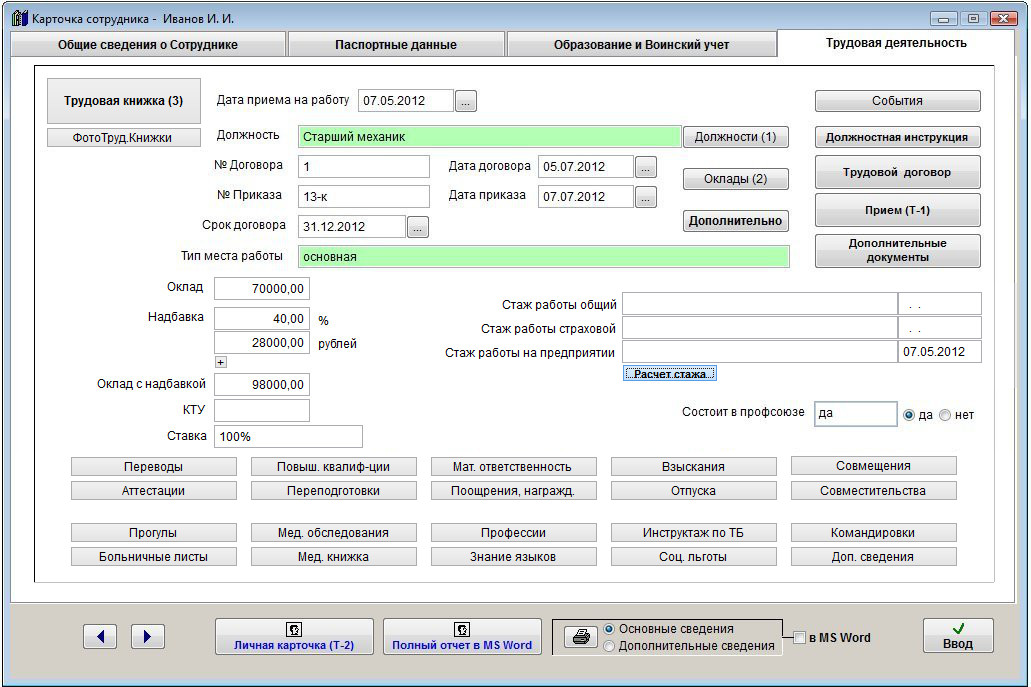 Карточка сотрудника -  Иванов И. И.
Общие сведения о Сотруднике
Паспортные данные
Образование и Воинский учет
Трудовая деятельность
Трудовая книжка (3)
ФотоТруд.Книжки
Дата приема на работу 07.05.2012 ...
События
Должность Старший механик Должности (1)
Должностная инструкция
№ Договора 1 Дата договора 05.07.2012 ...
Оклады (2)
Трудовой договор
№ Приказа 13-к Дата приказа 07.07.2012 ...
Прием (Т-1)
Срок договора 31.12.2012 ...
Дополнительно
Дополнительные
документы
Тип места работы основная
Оклад 70000,00
Надбавка 40,00 %
28000,00 рублей
+
Оклад с надбавкой 98000,00
КТУ
Ставка 100%
Стаж работы общий . .
Стаж работы страховой . .
Стаж работы на предприятии 07.05.2012
Расчет стажа
Состоит в профсоюзе да да нет
Переводы Повыш. квалиф-ции Мат. ответственность Взыскания Совмещения
Аттестации Переподготовки Поощрения, награжд. Отпуска Совместительства
Прогулы Мед. обследования Профессии Инструктаж по ТБ Командировки
Больничные листы Мед. книжка Знание языков Соц. льготы Доп. сведения
Личная карточка (Т-2)
Полный отчет в MS Word
Основные сведения
Дополнительные сведения
в MS Word
Ввод